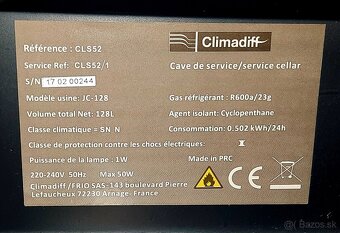 Climadiff
Référence : CLS52
Service Ref: CLS52/1
Cave de service/service cellar
S/N 17 02 00244
Modèle usine: JC-128
Gas réfrigérant : R600a/23g
Volume total Net: 128L
Agent isolant: Cyclopenthane
Classe climatique = SN N
Consommation: 0.502 kWh/24h
Classe de protection contre les chocs électriques: I
Puissance de la lampe : 1W
Made in PRC
220-240V 50Hz Max 50W
Climadiff/FRIO SAS-143 boulevard Pierre
Lefaucheux 72230 Arnage- France
CE
Bazos.sk